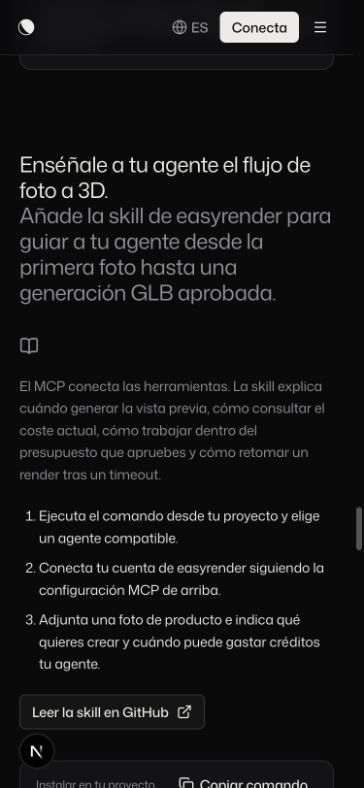 ES
Conecta
Enséñale a tu agente el flujo de
foto a 3D.
Añade la skill de easyrender para
guiar a tu agente desde la
primera foto hasta una
generación GLB aprobada.
El MCP conecta las herramientas. La skill explica
cuándo generar la vista previa, cómo consultar el
coste actual, cómo trabajar dentro del
presupuesto que apruebes y cómo retomar un
render tras un timeout.
1. Ejecuta el comando desde tu proyecto y elige
un agente compatible.
2. Conecta tu cuenta de easyrender siguiendo la
configuración MCP de arriba.
3. Adjunta una foto de producto e indica qué
quieres crear y cuándo puede gastar créditos
tu agente.
Leer la skill en GitHub
N
Instalar en tu proyecto
Copiar comando